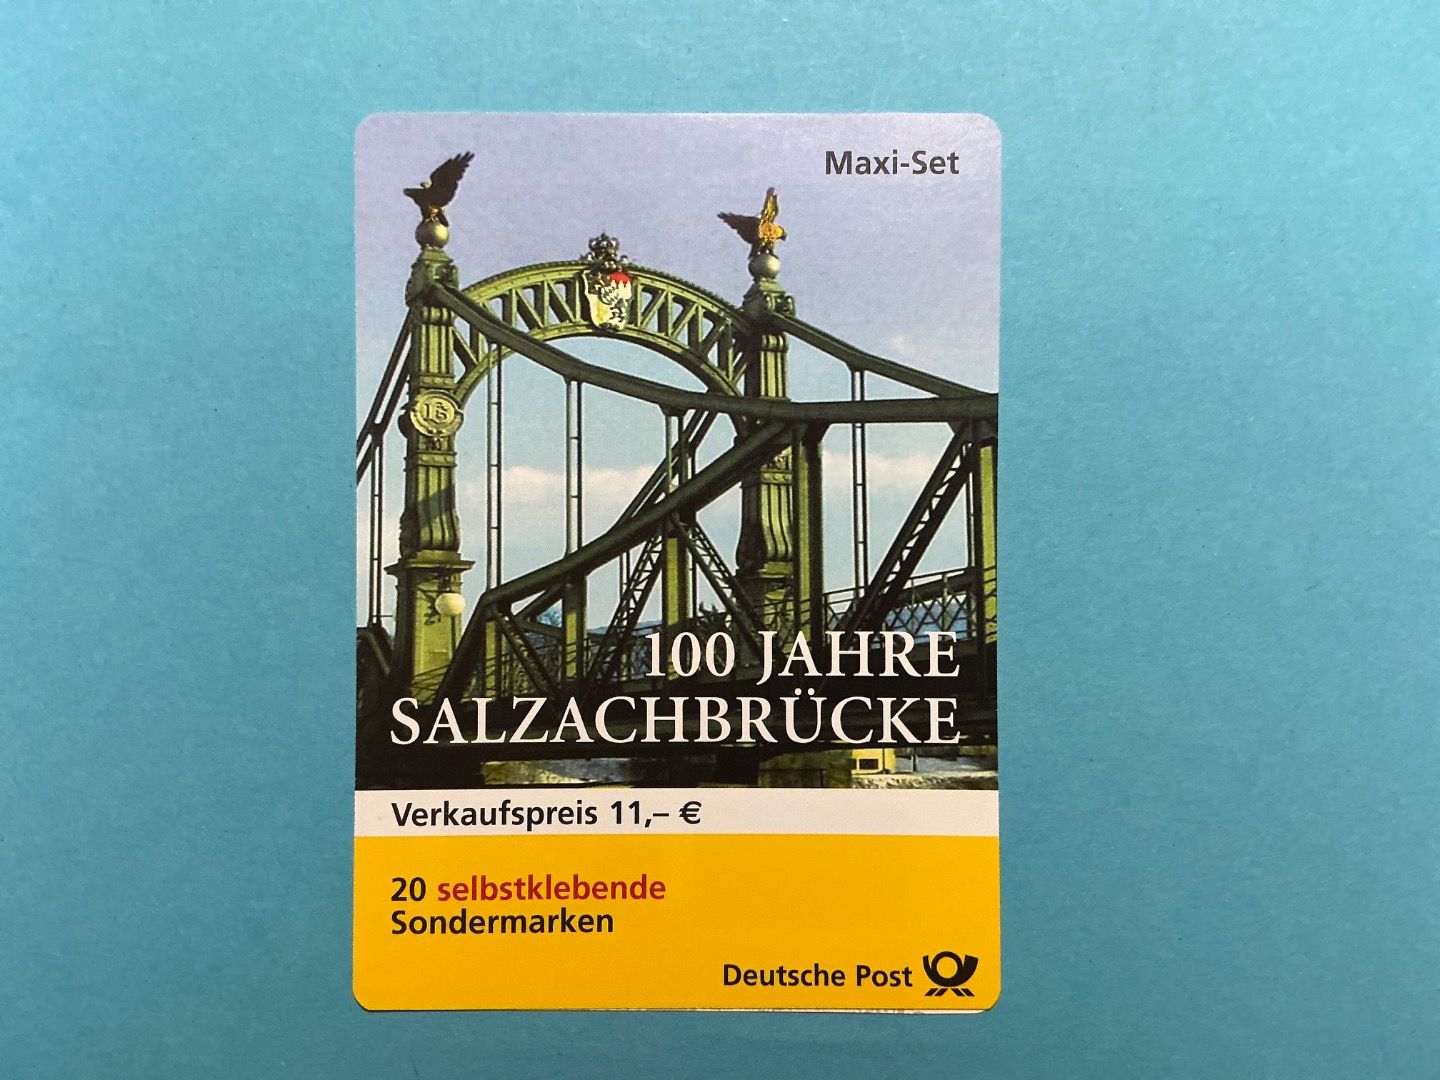 Maxi-Set
100 JAHRE
SALZACHBRÜCKE
Verkaufspreis 11,– €
20 selbstklebende
Sondermarken
Deutsche Post